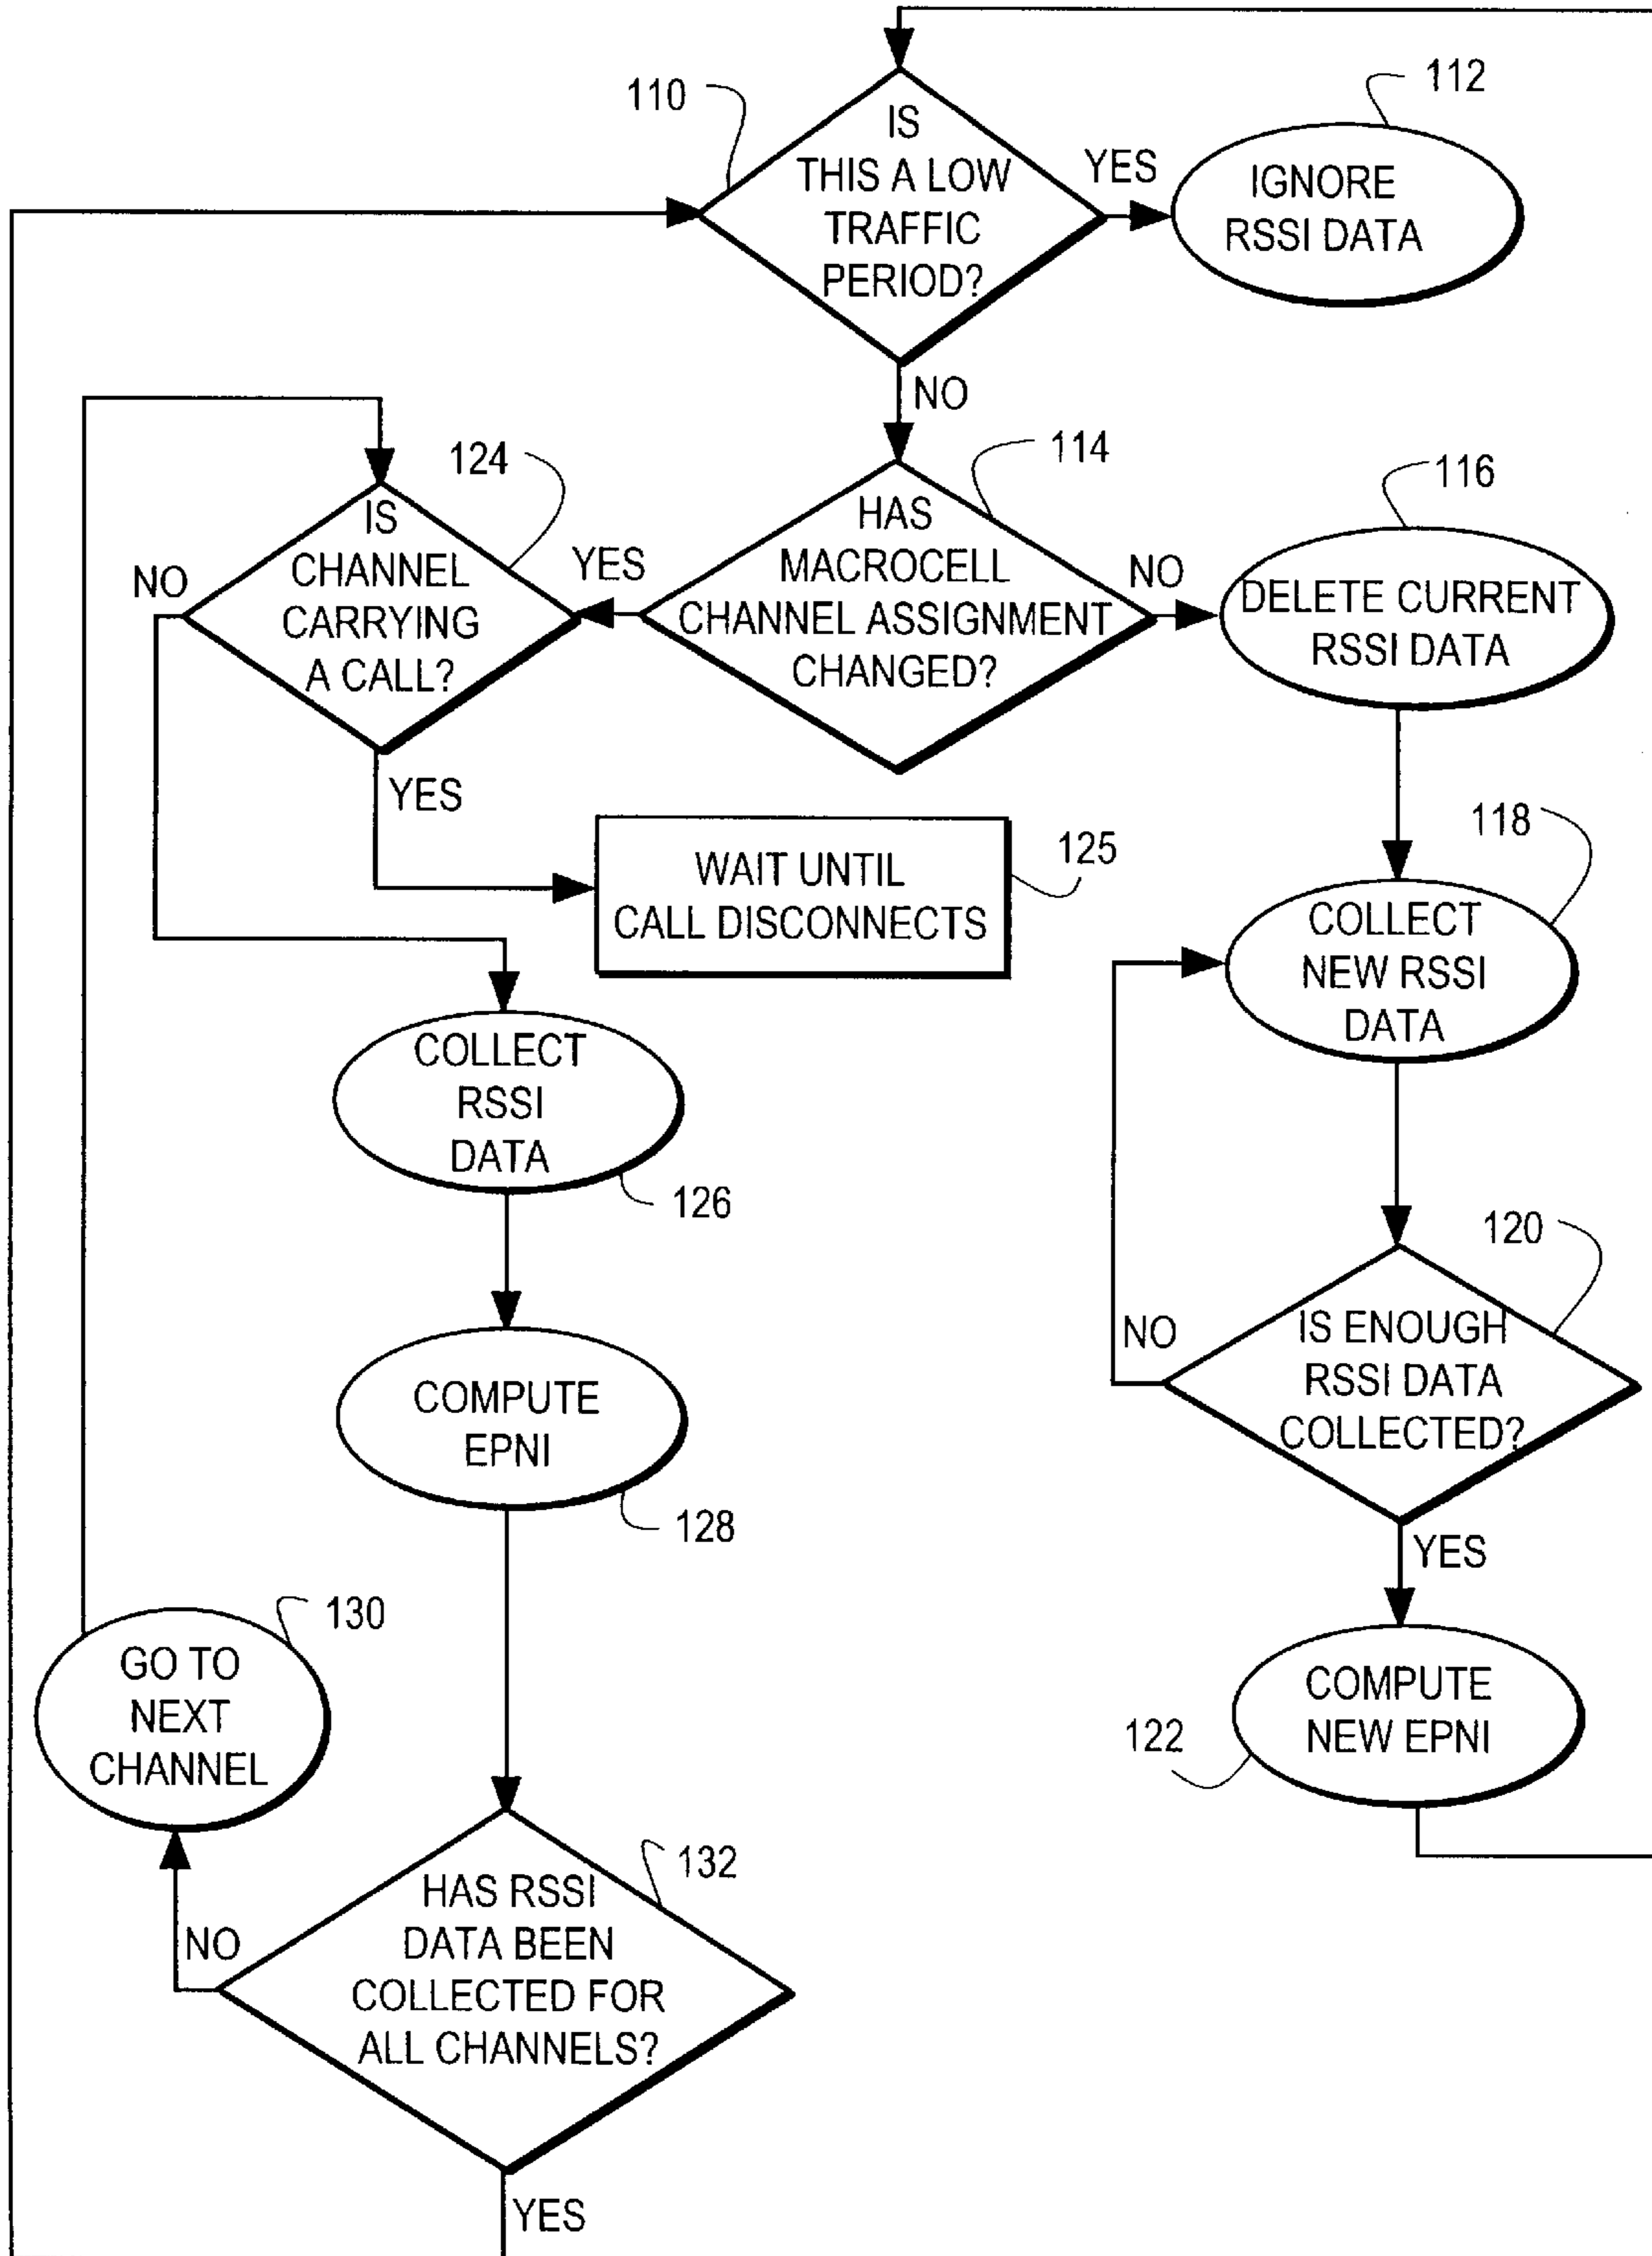 110
IS
THIS A LOW
TRAFFIC
PERIOD?
YES
112
IGNORE
RSSI DATA
NO
124
IS
CHANNEL
CARRYING
A CALL?
NO
YES
114
HAS
MACROCELL
CHANNEL ASSIGNMENT
CHANGED?
NO
YES
116
DELETE CURRENT
RSSI DATA
125
WAIT UNTIL
CALL DISCONNECTS
118
COLLECT
NEW RSSI
DATA
COLLECT
RSSI
DATA
126
120
IS ENOUGH
RSSI DATA
COLLECTED?
NO
YES
COMPUTE
EPNI
128
130
GO TO
NEXT
CHANNEL
COMPUTE
NEW EPNI
122
132
HAS RSSI
DATA BEEN
COLLECTED FOR
ALL CHANNELS?
NO
YES